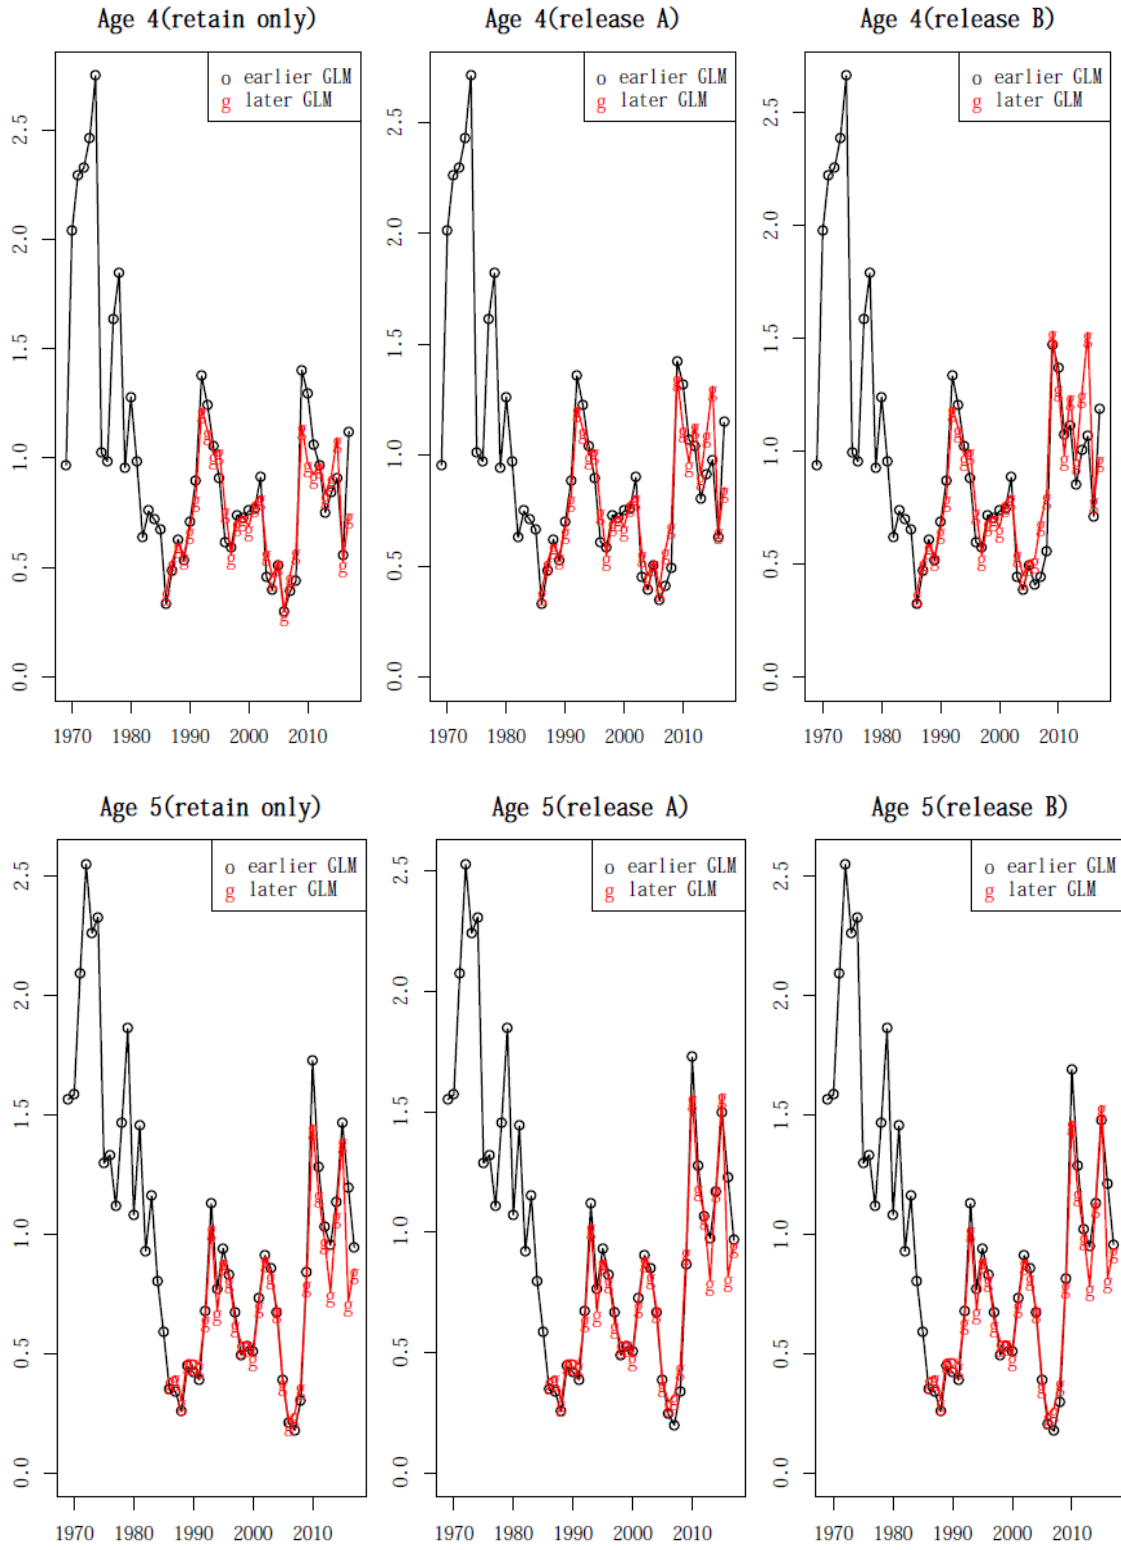 Age 4(retain only)
o earlier GLM
g later GLM
0.0 0.5 1.0 1.5 2.0 2.5
1970 1980 1990 2000 2010
Age 4(release A)
o earlier GLM
g later GLM
0.0 0.5 1.0 1.5 2.0 2.5
1970 1980 1990 2000 2010
Age 4(release B)
o earlier GLM
g later GLM
0.0 0.5 1.0 1.5 2.0 2.5
1970 1980 1990 2000 2010
Age 5(retain only)
o earlier GLM
g later GLM
0.0 0.5 1.0 1.5 2.0 2.5
1970 1980 1990 2000 2010
Age 5(release A)
o earlier GLM
g later GLM
0.0 0.5 1.0 1.5 2.0 2.5
1970 1980 1990 2000 2010
Age 5(release B)
o earlier GLM
g later GLM
0.0 0.5 1.0 1.5 2.0 2.5
1970 1980 1990 2000 2010